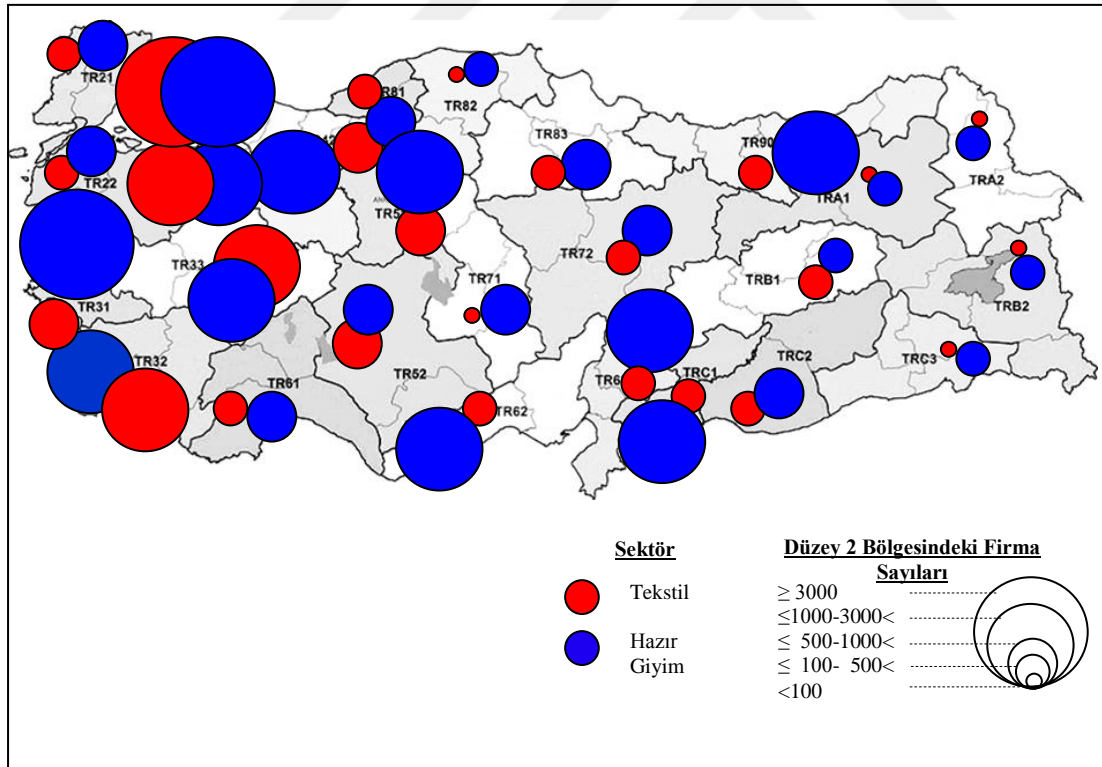 TR21
TR81
TR82
TR83
TR90
TRA2
TRA1
TR22
TR72
TRB1
TR33
TR71
TRB2
TR31
TR32
TR61
TR52
TR62
TRC1
TRC2
TRC3
Sektör
Tekstil
Hazır
Giyim
Düzey 2 Bölgesindeki Firma
Sayıları
≥ 3000
≤1000-3000<
≤ 500-1000<
≤ 100- 500<
<100